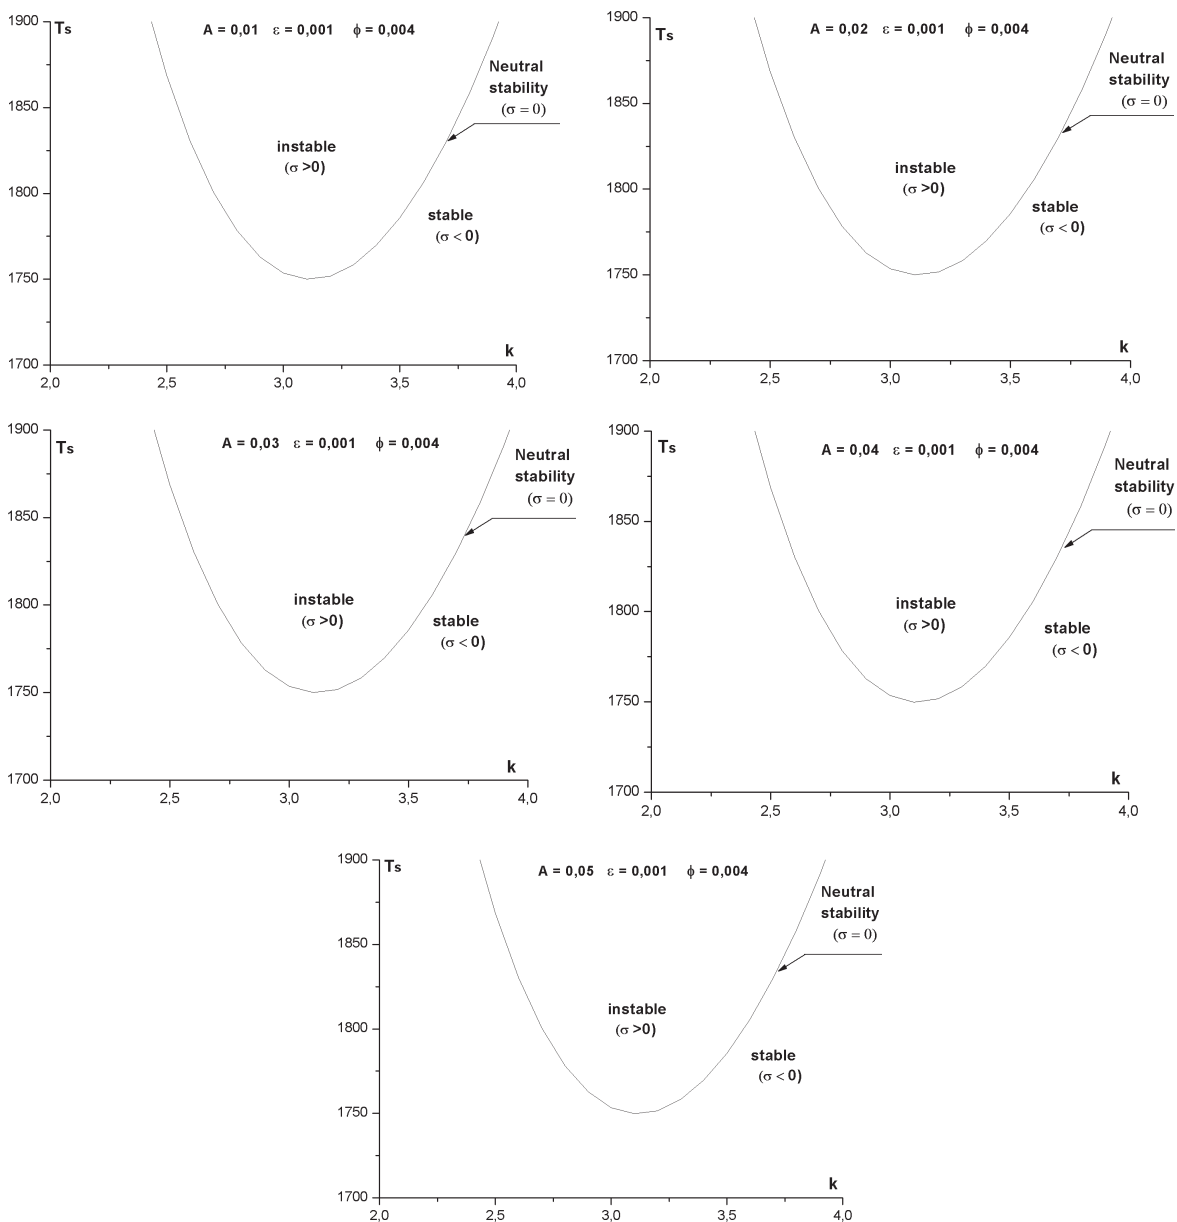 1900
Ts
A = 0,01 ε = 0,001 ϕ = 0,004
Neutral
stability
(σ = 0)
1850
instable
(σ >0)
1800
stable
(σ < 0)
1750
k
1700
2,0 2,5 3,0 3,5 4,0
1900
Ts
A = 0,02 ε = 0,001 ϕ = 0,004
Neutral
stability
(σ = 0)
1850
instable
(σ >0)
1800
stable
(σ < 0)
1750
k
1700
2,0 2,5 3,0 3,5 4,0
1900
Ts
A = 0,03 ε = 0,001 ϕ = 0,004
Neutral
stability
(σ = 0)
1850
instable
(σ >0)
1800
stable
(σ < 0)
1750
k
1700
2,0 2,5 3,0 3,5 4,0
1900
Ts
A = 0,04 ε = 0,001 ϕ = 0,004
Neutral
stability
(σ = 0)
1850
instable
(σ >0)
1800
stable
(σ < 0)
1750
k
1700
2,0 2,5 3,0 3,5 4,0
1900
Ts
A = 0,05 ε = 0,001 ϕ = 0,004
Neutral
stability
(σ = 0)
1850
instable
(σ >0)
1800
stable
(σ < 0)
1750
k
1700
2,0 2,5 3,0 3,5 4,0